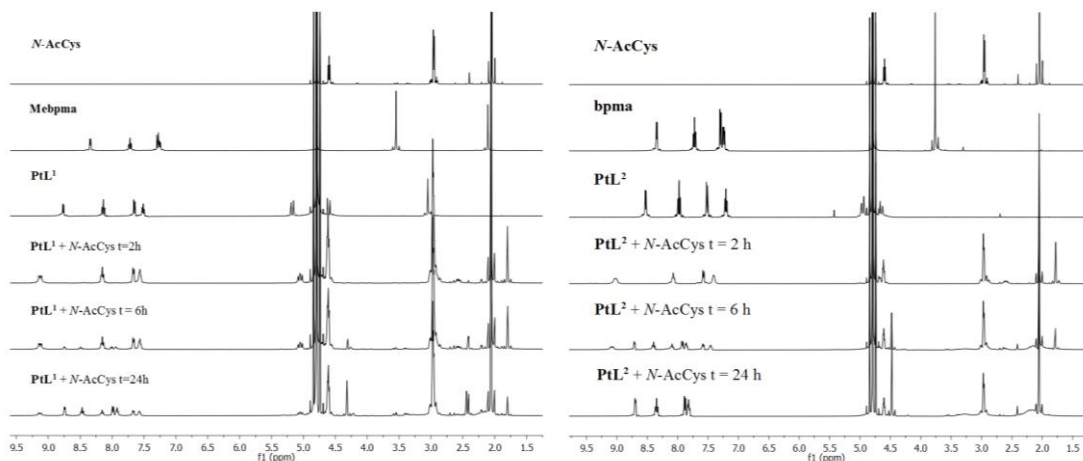 N-AcCys
Mebpma
PtL¹
PtL¹ + N-AcCys t=2h
PtL¹ + N-AcCys t = 6h
PtL¹ + N-AcCys t=24h
9.5 9.0 8.5 8.0 7.5 7.0 6.5 6.0 5.5 5.0 4.5 4.0 3.5 3.0 2.5 2.0 1.5
f1 (ppm)
N-AcCys
bpma
PtL²
PtL² + N-AcCys t = 2 h
PtL² + N-AcCys t = 6 h
PtL² + N-AcCys t = 24 h
9.5 9.0 8.5 8.0 7.5 7.0 6.5 6.0 5.5 5.0 4.5 4.0 3.5 3.0 2.5 2.0 1.5
f1 (ppm)